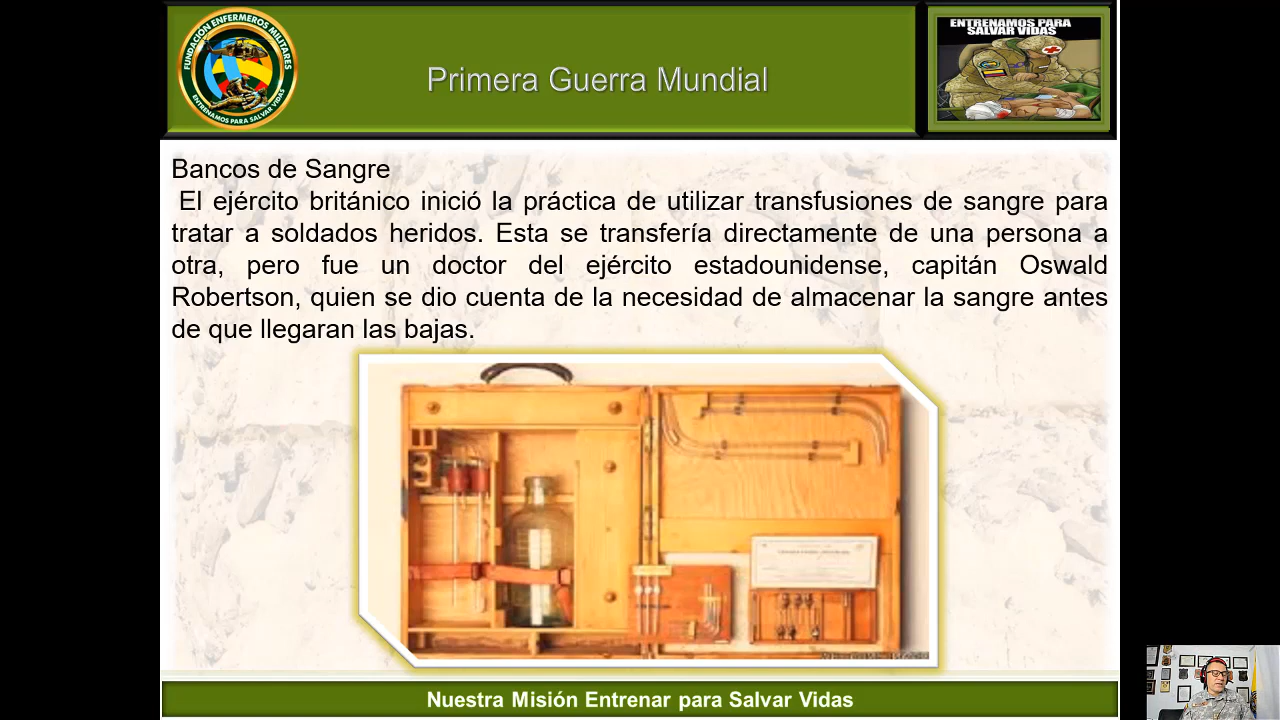 FUNDACIÓN ENFERMEROS MILITARES
ENTRENAMOS PARA SALVAR VIDAS
Primera Guerra Mundial
ENTRENAMOS PARA
SALVAR VIDAS
Bancos de Sangre
El ejército británico inició la práctica de utilizar transfusiones de sangre para
tratar a soldados heridos. Esta se transfería directamente de una persona a
otra, pero fue un doctor del ejército estadounidense, capitán Oswald
Robertson, quien se dio cuenta de la necesidad de almacenar la sangre antes
de que llegaran las bajas.
Nuestra Misión Entrenar para Salvar Vidas